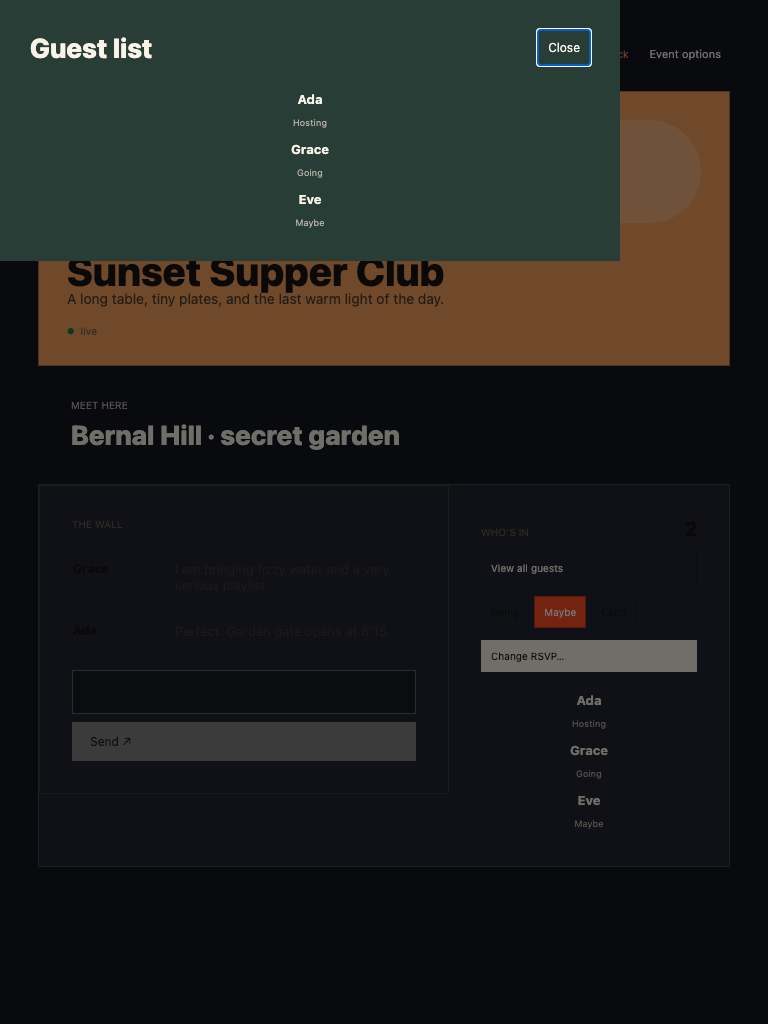 Guest list
Close
Ada
Hosting
Grace
Going
Eve
Maybe
ck
Event options
Sunset Supper Club
A long table, tiny plates, and the last warm light of the day.
live
MEET HERE
Bernal Hill · secret garden
THE WALL
Grace
I am bringing fizzy water and a very
serious playlist.
Ada
Perfect. Garden gate opens at 6:15.
Send ↗
WHO'S IN
2
View all guests
Going
Maybe
Can't
Change RSVP...
Ada
Hosting
Grace
Going
Eve
Maybe